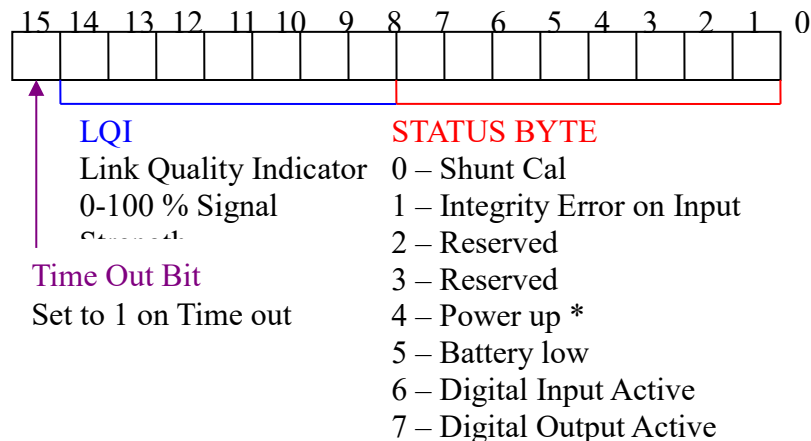 15 14 13 12 11 10 9 8 7 6 5 4 3 2 1 0
LQI
Link Quality Indicator
0-100 % Signal
Time Out Bit
Set to 1 on Time out
STATUS BYTE
0 – Shunt Cal
1 – Integrity Error on Input
2 – Reserved
3 – Reserved
4 – Power up *
5 – Battery low
6 – Digital Input Active
7 – Digital Output Active